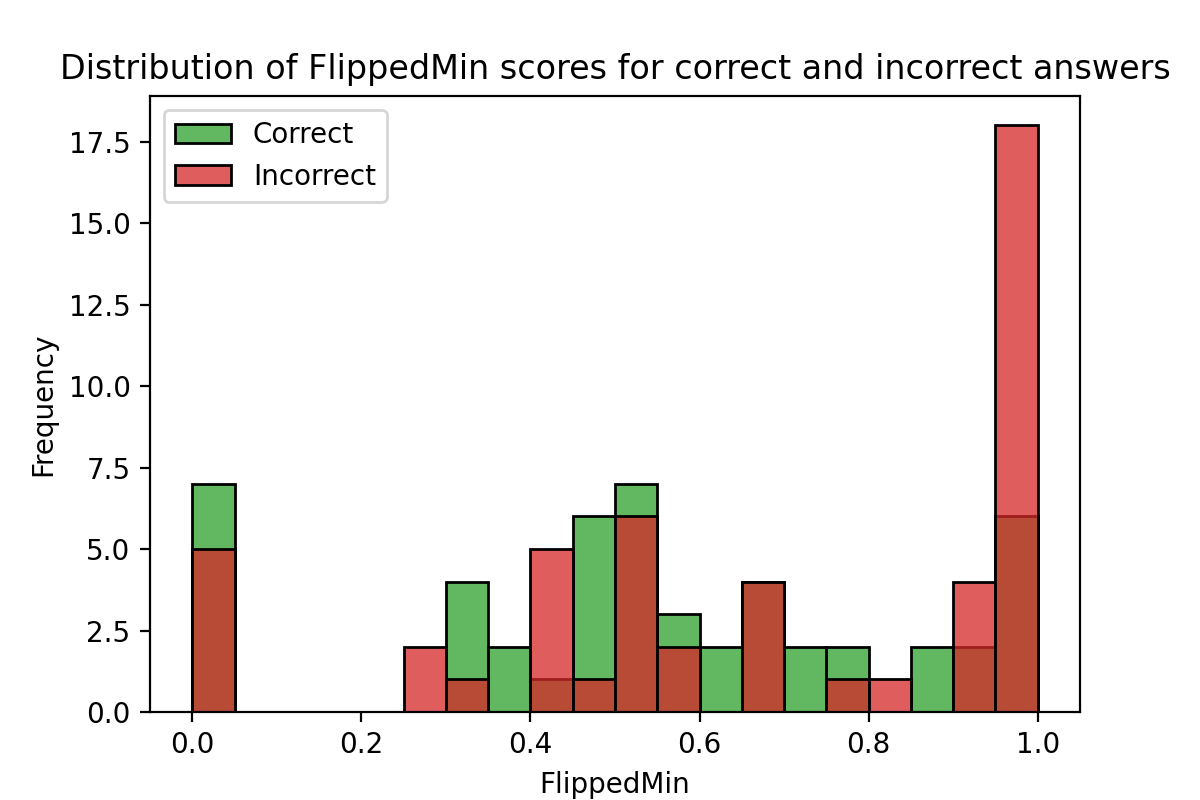 Distribution of FlippedMin scores for correct and incorrect answers
Correct
Incorrect
17.5
15.0
12.5
10.0
7.5
5.0
2.5
0.0
Frequency
0.0 0.2 0.4 0.6 0.8 1.0
FlippedMin